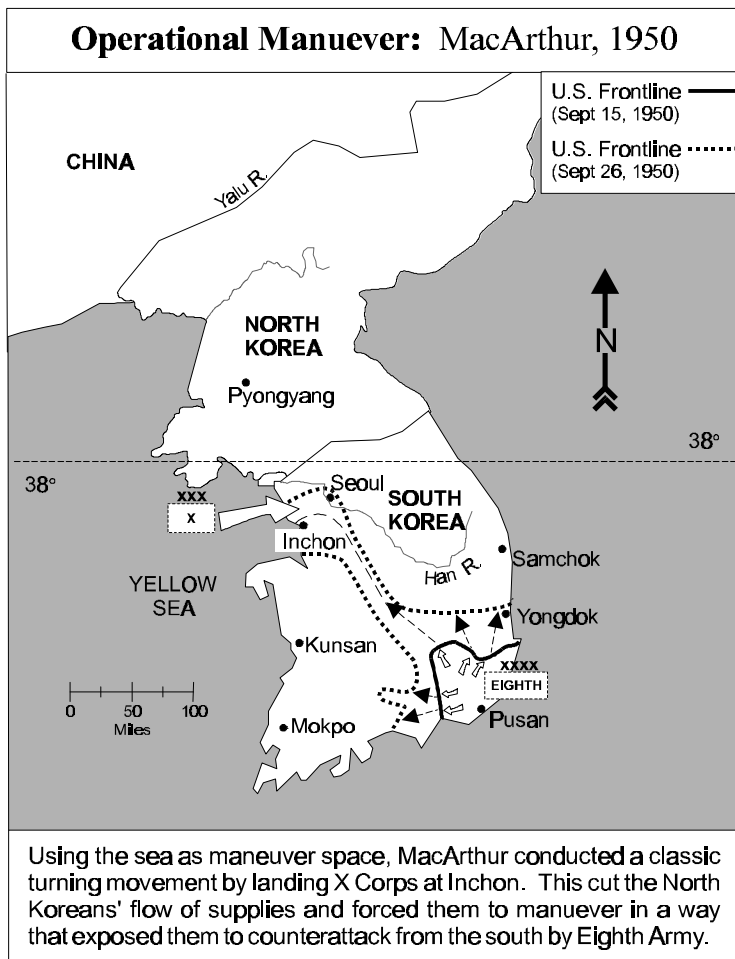 Operational Manuever: MacArthur, 1950
U.S. Frontline
(Sept 15, 1950)
U.S. Frontline
(Sept 26, 1950)
CHINA
Yalu R.
NORTH
KOREA
N
Pyongyang
38°
38°
xxx
X
Seoul
SOUTH
KOREA
Inchon
Han R.
Samchok
YELLOW
SEA
Yongdok
Kunsan
xxxx
EIGHTH
0 50 100
Miles
Pusan
Mokpo
Using the sea as maneuver space, MacArthur conducted a classic
turning movement by landing X Corps at Inchon. This cut the North
Koreans' flow of supplies and forced them to manuever in a way
that exposed them to counterattack from the south by Eighth Army.